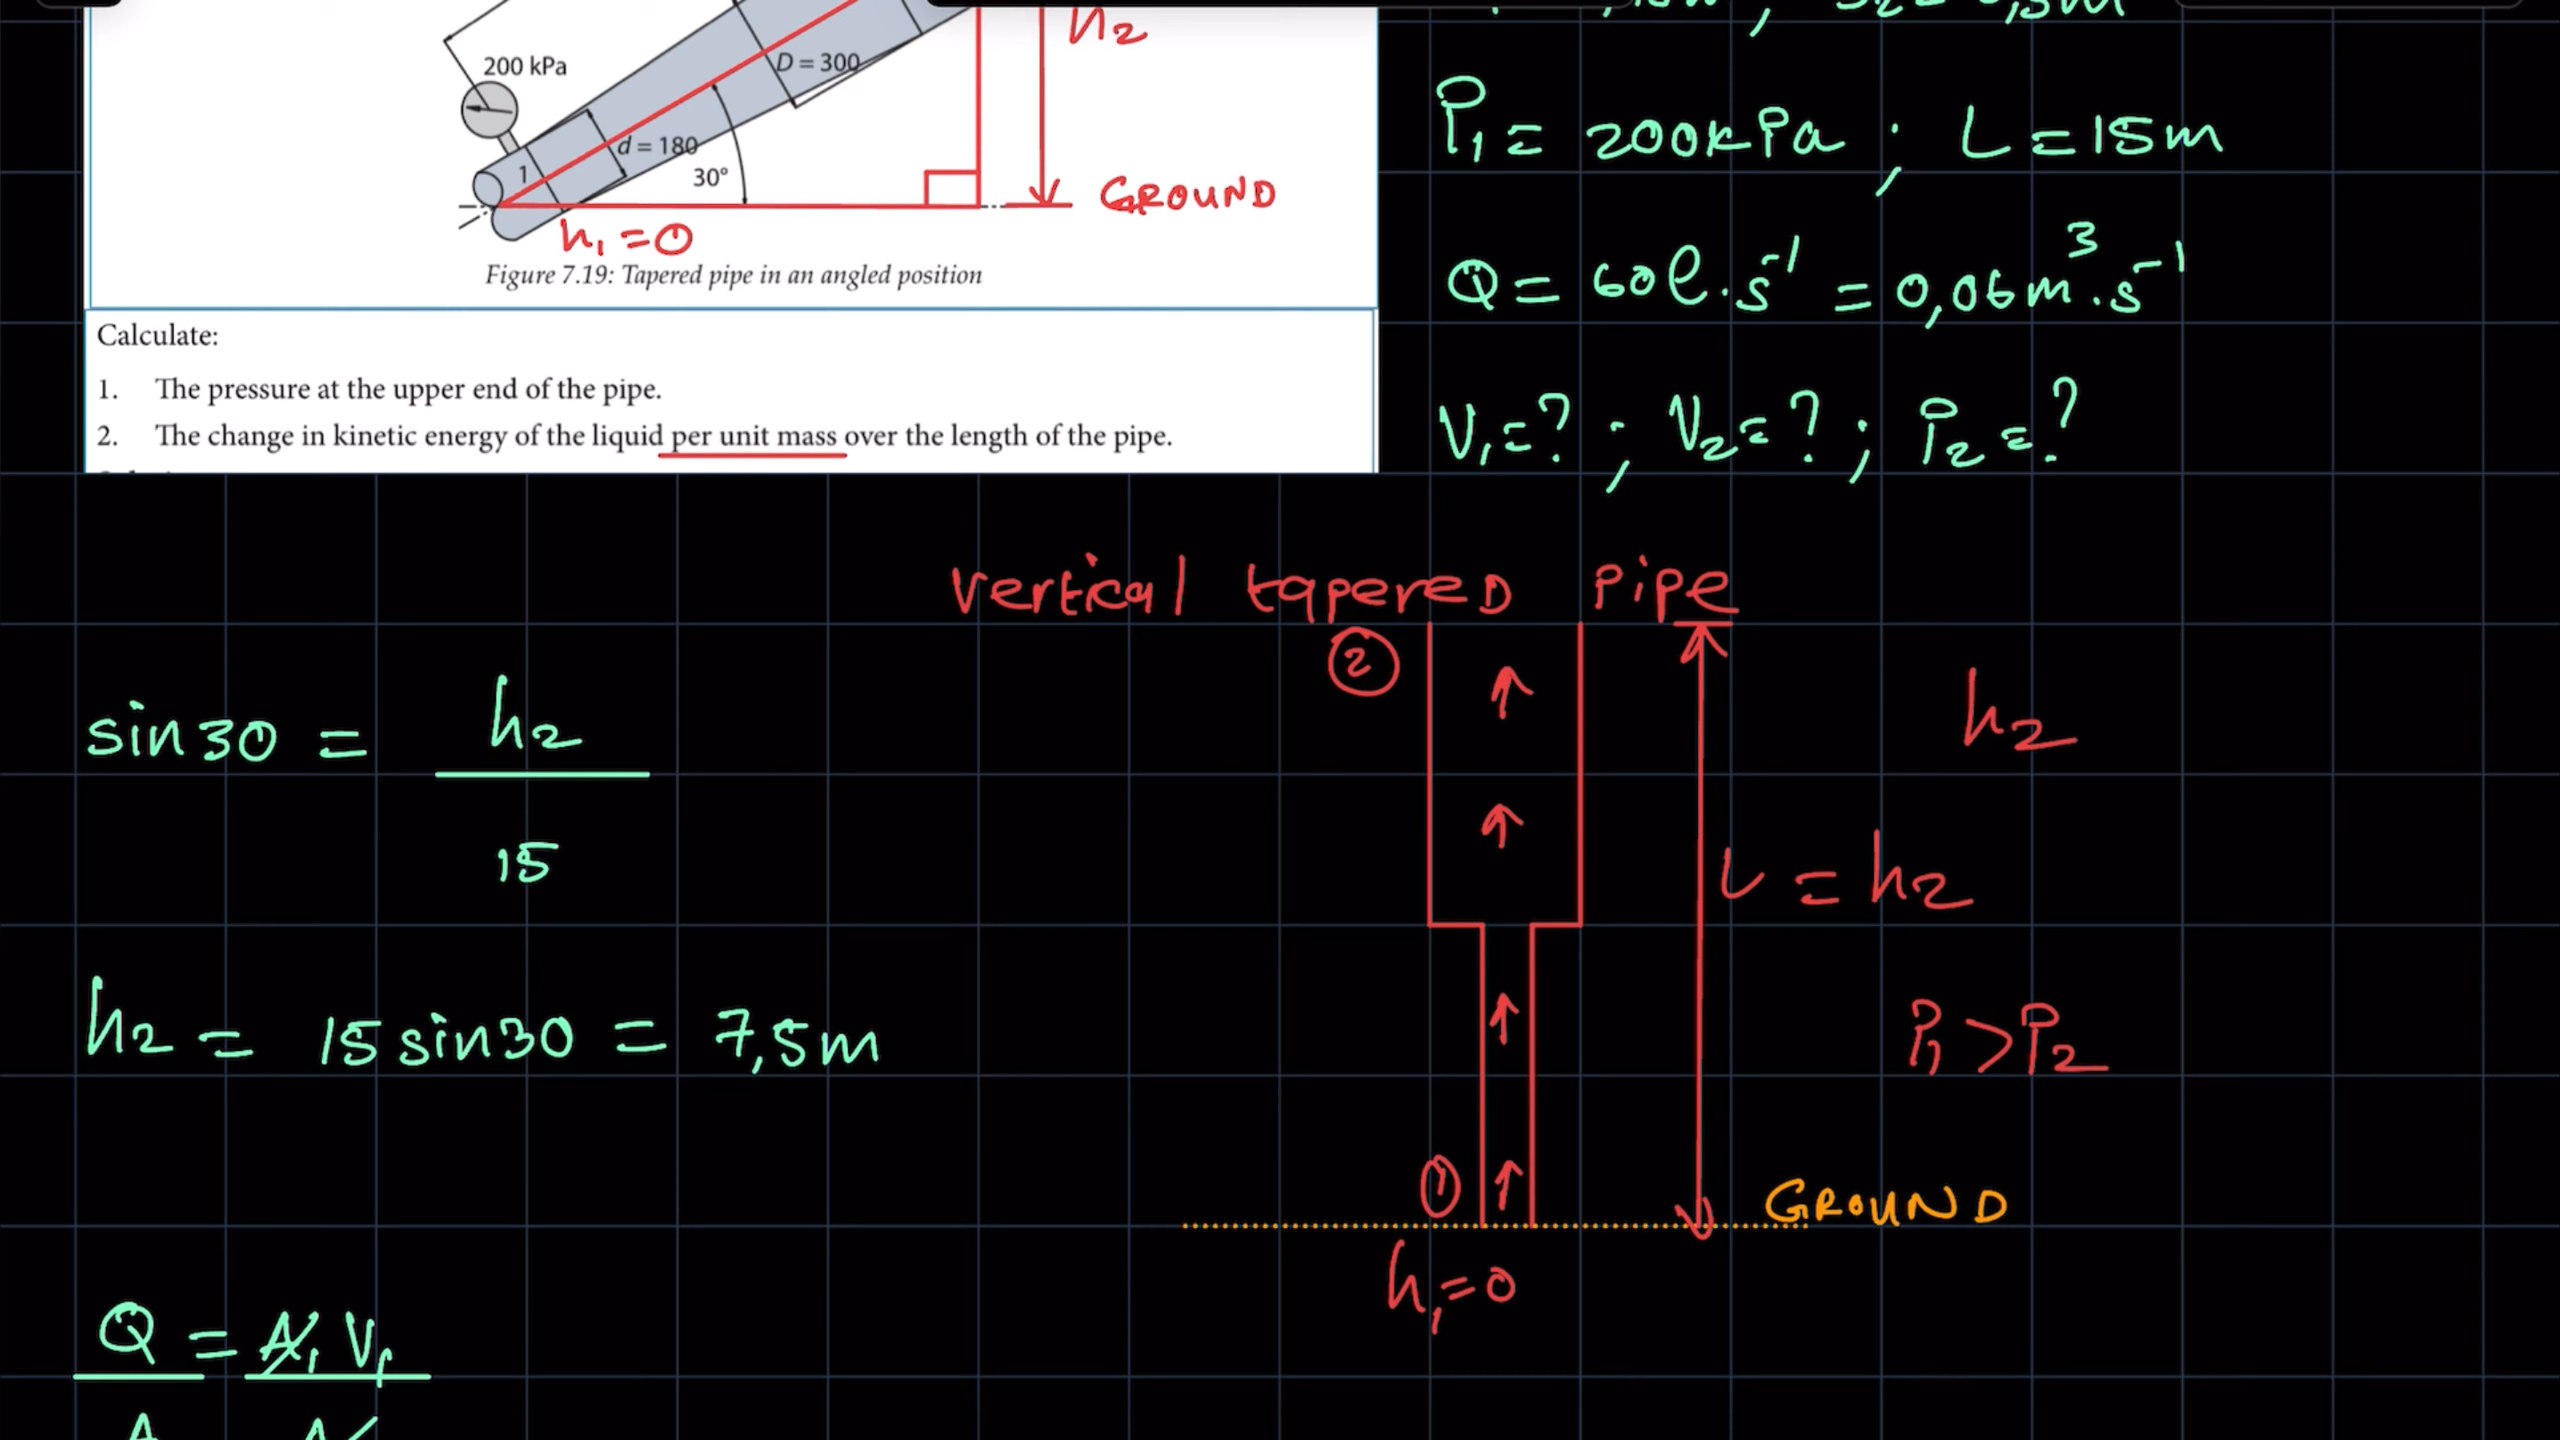 h₂
200 kPa
D = 300
d = 180
1
30°
GROUND
h₁ = 0
Figure 7.19: Tapered pipe in an angled position
Calculate:
1. The pressure at the upper end of the pipe.
2. The change in kinetic energy of the liquid per unit mass over the length of the pipe.
P₁ = 200kPa ; L = 15m
Q = 60ℓ.s⁻¹ = 0,06m³.s⁻¹
V₁ = ? ; V₂ = ? ; P₂ = ?
vertical tapered pipe
②
h₂
L = h₂
P₁ > P₂
①
GROUND
h₁ = 0
sin30 = h₂
15
h₂ = 15 sin30 = 7,5m
Q = A₁ V₁